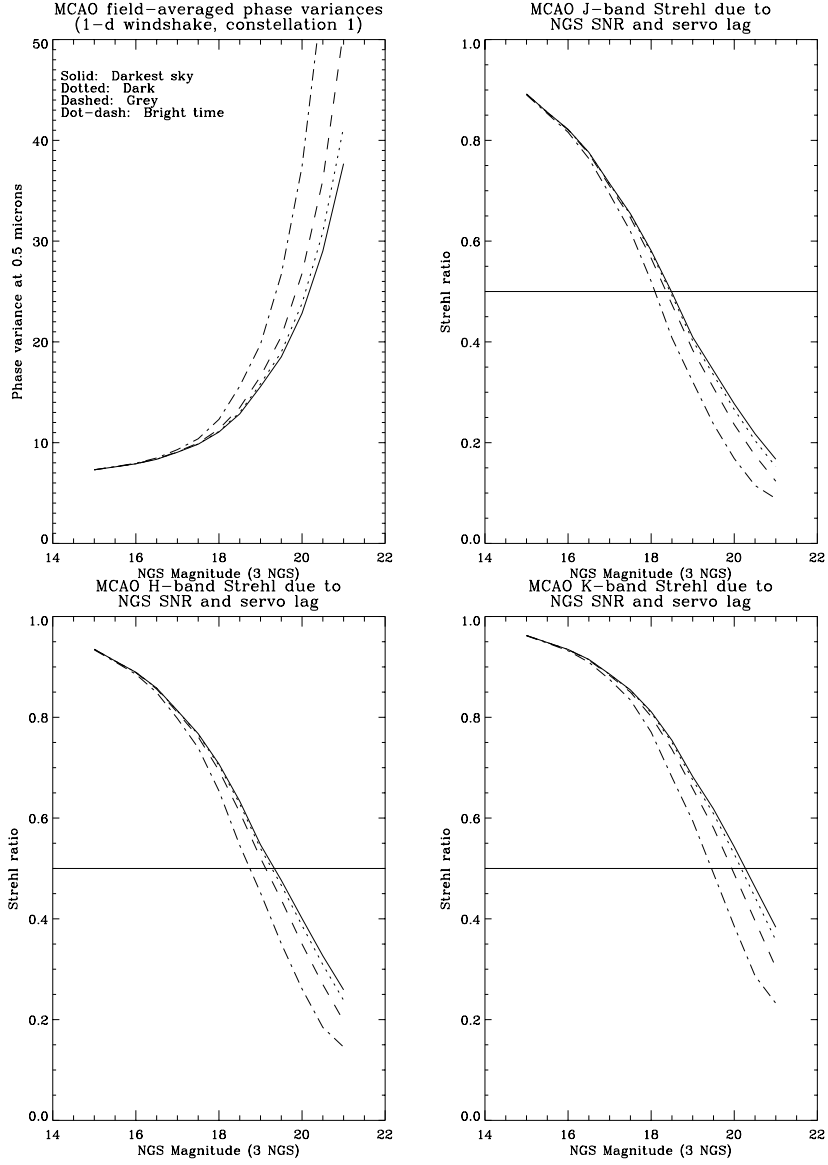 MCAO field-averaged phase variances
(1-d windshake, constellation 1)
50
40
30
20
10
0
Phase variance at 0.5 microns
Solid: Darkest sky
Dotted: Dark
Dashed: Grey
Dot-dash: Bright time
14 16 18 20 22
NGS Magnitude (3 NGS)
MCAO J-band Strehl due to
NGS SNR and servo lag
1.0
0.8
0.6
0.4
0.2
0.0
Strehl ratio
14 16 18 20 22
NGS Magnitude (3 NGS)
MCAO H-band Strehl due to
NGS SNR and servo lag
1.0
0.8
0.6
0.4
0.2
0.0
Strehl ratio
14 16 18 20 22
NGS Magnitude (3 NGS)
MCAO K-band Strehl due to
NGS SNR and servo lag
1.0
0.8
0.6
0.4
0.2
0.0
Strehl ratio
14 16 18 20 22
NGS Magnitude (3 NGS)